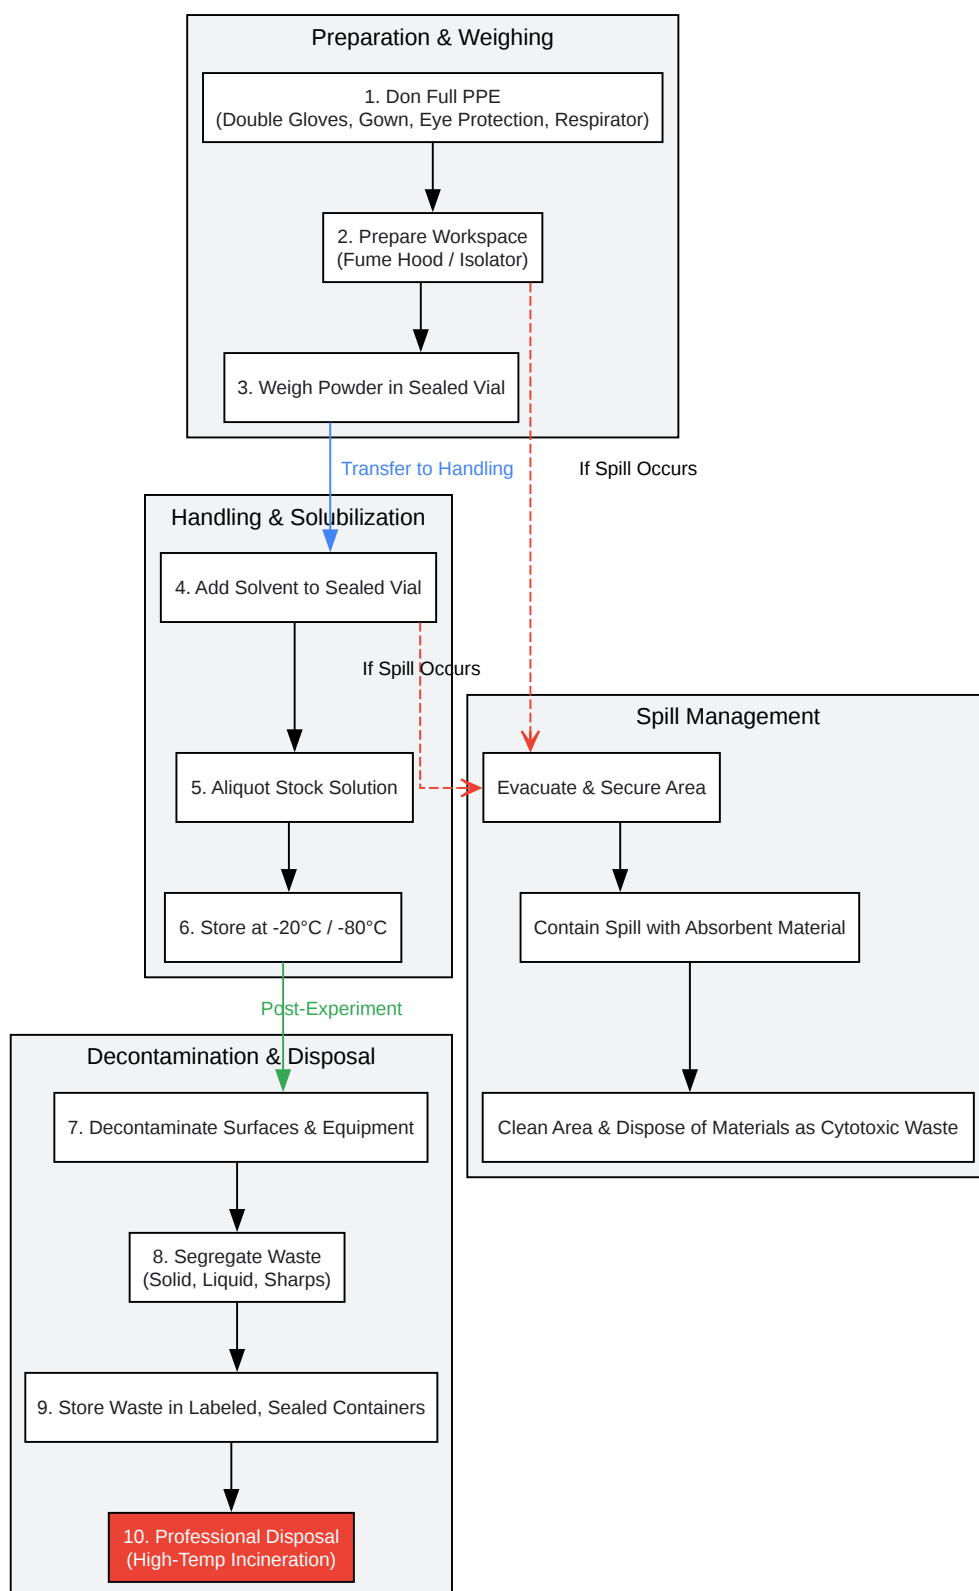 Preparation & Weighing
1. Don Full PPE
(Double Gloves, Gown, Eye Protection, Respirator)
2. Prepare Workspace
(Fume Hood / Isolator)
3. Weigh Powder in Sealed Vial
Transfer to Handling
If Spill Occurs
Handling & Solubilization
4. Add Solvent to Sealed Vial
If Spill Occurs
5. Aliquot Stock Solution
6. Store at -20°C / -80°C
Spill Management
Evacuate & Secure Area
Contain Spill with Absorbent Material
Clean Area & Dispose of Materials as Cytotoxic Waste
Post-Experiment
Decontamination & Disposal
7. Decontaminate Surfaces & Equipment
8. Segregate Waste
(Solid, Liquid, Sharps)
9. Store Waste in Labeled, Sealed Containers
10. Professional Disposal
(High-Temp Incineration)